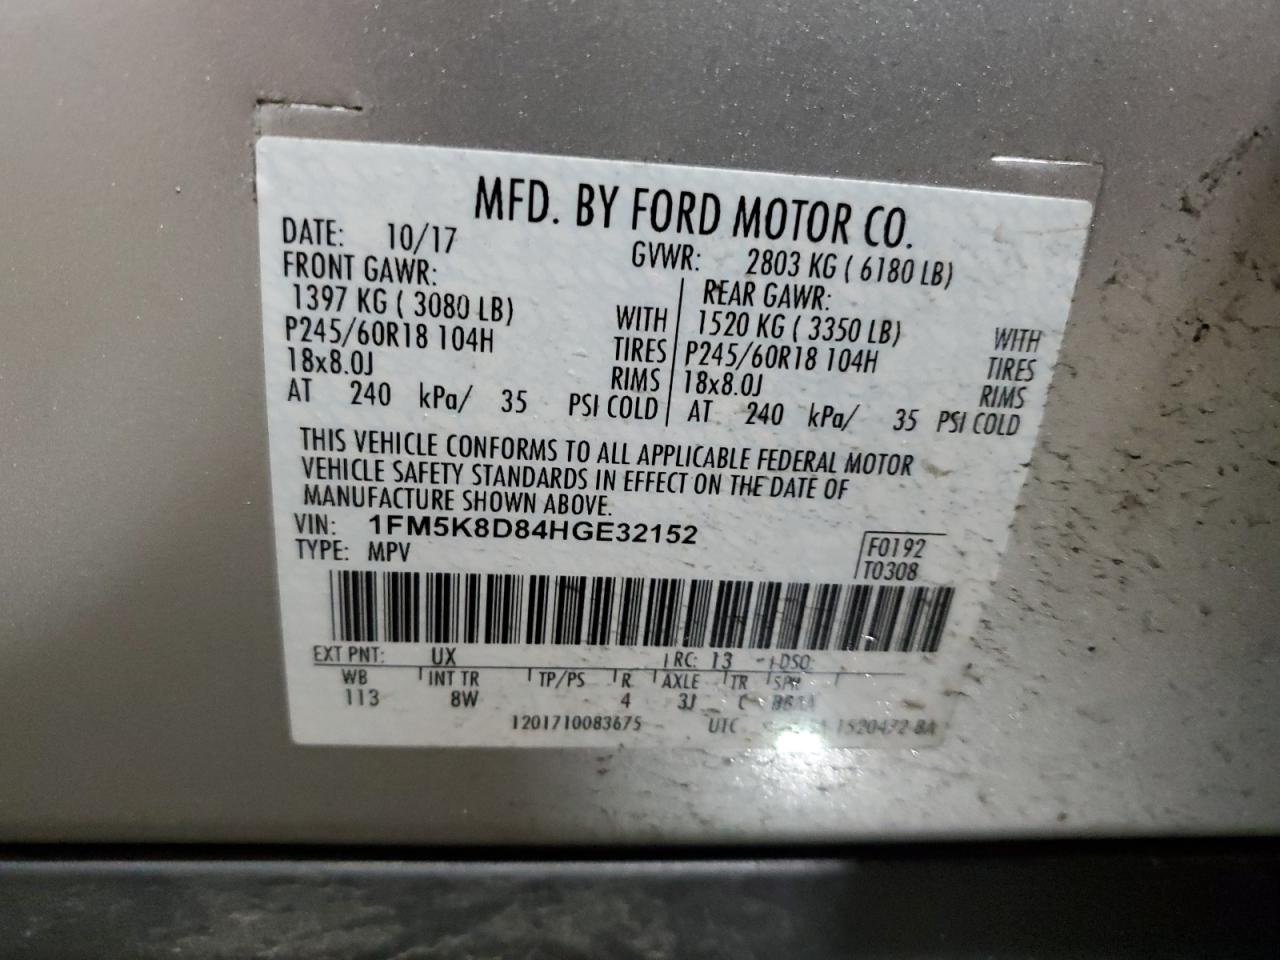 MFD. BY FORD MOTOR CO.
DATE: 10/17 GVWR: 2803 KG ( 6180 LB)
FRONT GAWR: REAR GAWR:
1397 KG ( 3080 LB) WITH 1520 KG ( 3350 LB) WITH
P245/60R18 104H TIRES P245/60R18 104H TIRES
18x8.0J RIMS 18x8.0J RIMS
AT 240 kPa/ 35 PSI COLD AT 240 kPa/ 35 PSI COLD
THIS VEHICLE CONFORMS TO ALL APPLICABLE FEDERAL MOTOR
VEHICLE SAFETY STANDARDS IN EFFECT ON THE DATE OF
MANUFACTURE SHOWN ABOVE.
VIN: 1FM5K8D84HGE32152
TYPE: MPV
F0192
T0308
EXT PNT: UX RC: 13 DSO:
WB INT TR TP/PS R AXLE TR SPR
113 8W 4 3J C
1201710083675 UTC